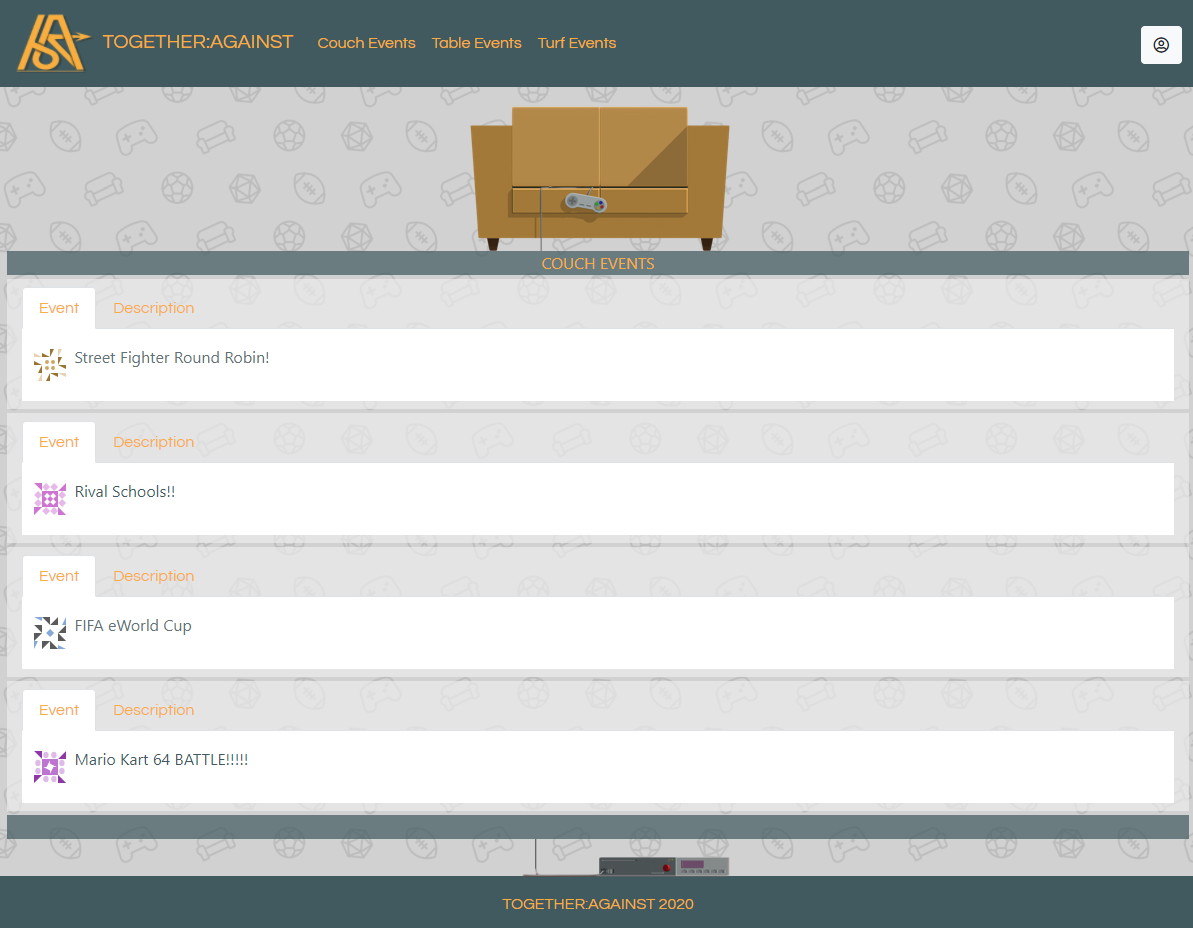 TOGETHER:AGAINST Couch Events Table Events Turf Events
COUCH EVENTS
Event Description
Street Fighter Round Robin!
Event Description
Rival Schools!!
Event Description
FIFA eWorld Cup
Event Description
Mario Kart 64 BATTLE!!!!!
TOGETHER:AGAINST 2020